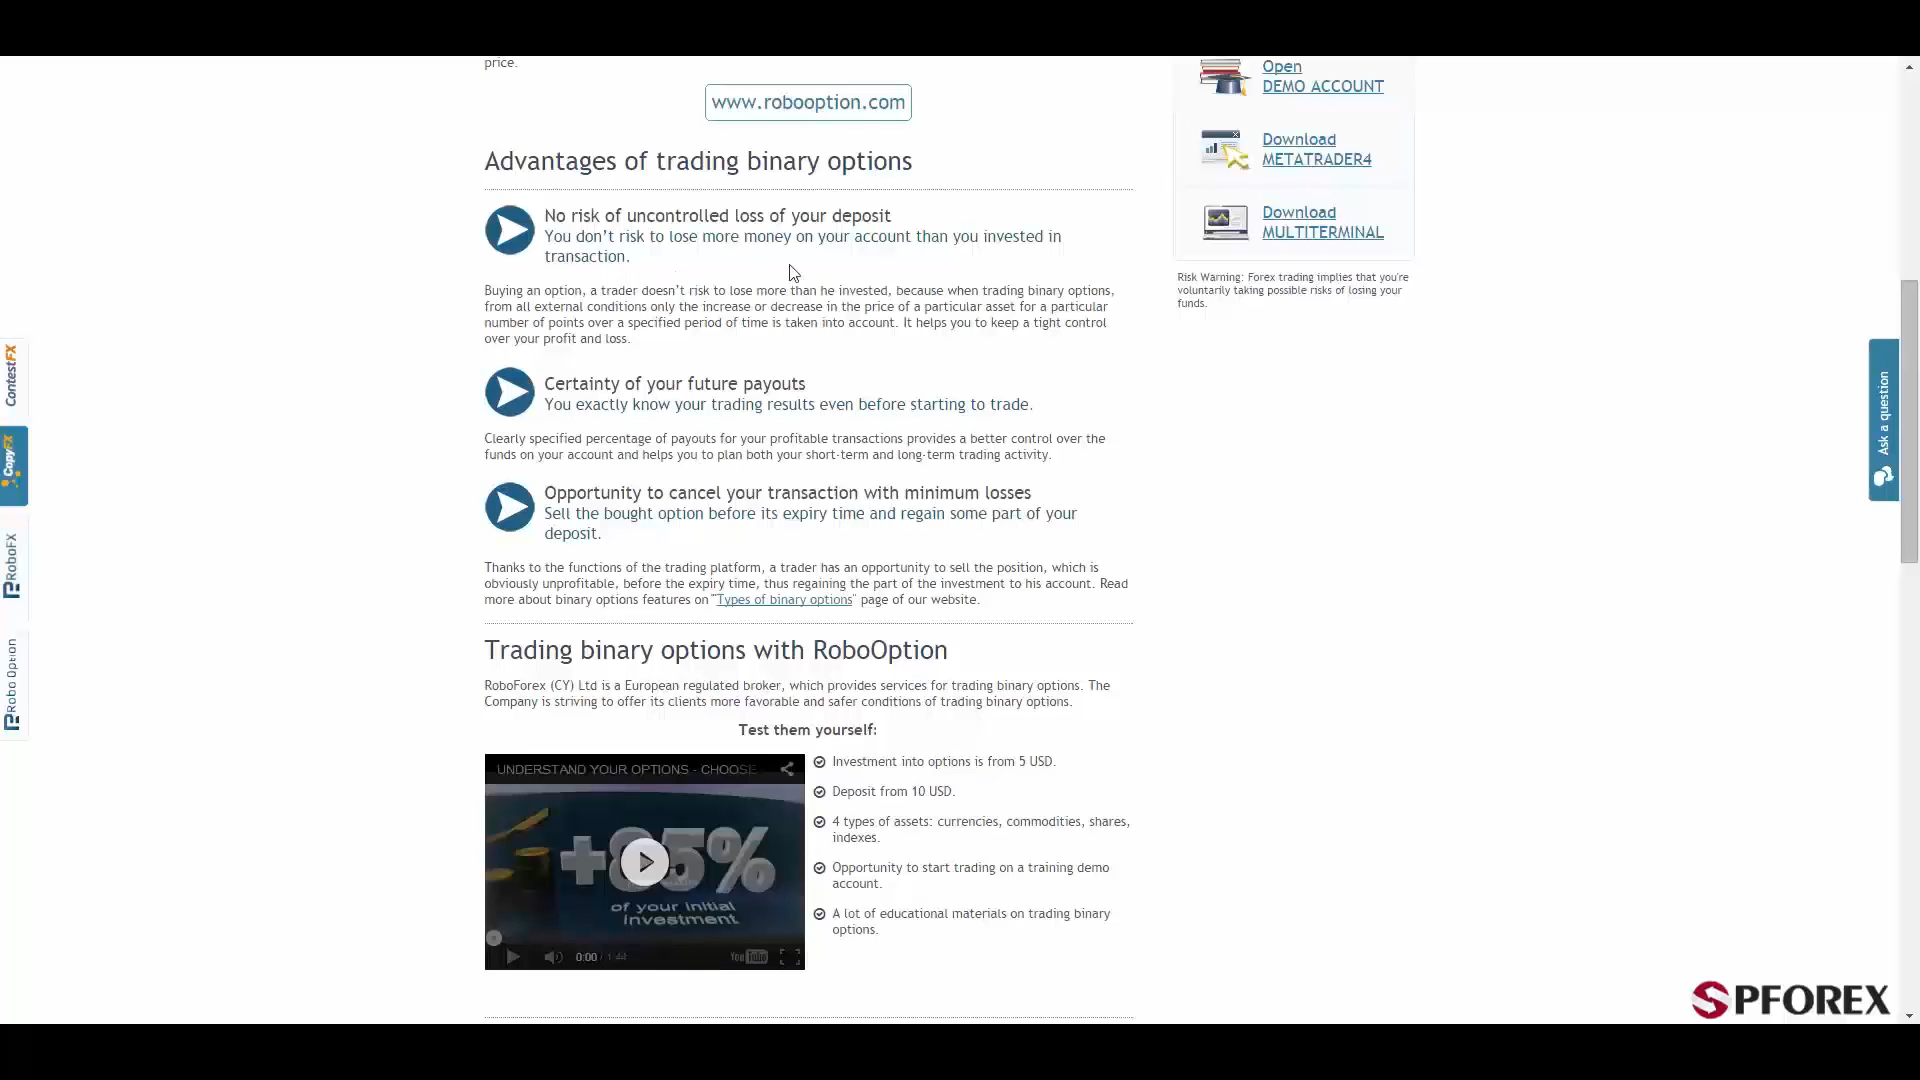 price.
www.robooption.com
Advantages of trading binary options
No risk of uncontrolled loss of your deposit
You don’t risk to lose more money on your account than you invested in
transaction.
Buying an option, a trader doesn’t risk to lose more than he invested, because when trading binary options,
from all external conditions only the increase or decrease in the price of a particular asset for a particular
number of points over a specified period of time is taken into account. It helps you to keep a tight control
over your profit and loss.
Certainty of your future payouts
You exactly know your trading results even before starting to trade.
Clearly specified percentage of payouts for your profitable transactions provides a better control over the
funds on your account and helps you to plan both your short-term and long-term trading activity.
Opportunity to cancel your transaction with minimum losses
Sell the bought option before its expiry time and regain some part of your
deposit.
Thanks to the functions of the trading platform, a trader has an opportunity to sell the position, which is
obviously unprofitable, before the expiry time, thus regaining the part of the investment to his account. Read
more about binary options features on "Types of binary options" page of our website.
Trading binary options with RoboOption
RoboForex (CY) Ltd is a European regulated broker, which provides services for trading binary options. The
Company is striving to offer its clients more favorable and safer conditions of trading binary options.
Test them yourself:
UNDERSTAND YOUR OPTIONS - CHOOSE
+85%
of your initial
investment
0:00 / 1:44
YouTube
Investment into options is from 5 USD.
Deposit from 10 USD.
4 types of assets: currencies, commodities, shares,
indexes.
Opportunity to start trading on a training demo
account.
A lot of educational materials on trading binary
options.
Open
DEMO ACCOUNT
Download
METATRADER4
Download
MULTITERMINAL
Risk Warning: Forex trading implies that you're
voluntarily taking possible risks of losing your
funds.
ContestFX
CopyFX
RoboFX
Robo Option
Ask a question
SPFOREX